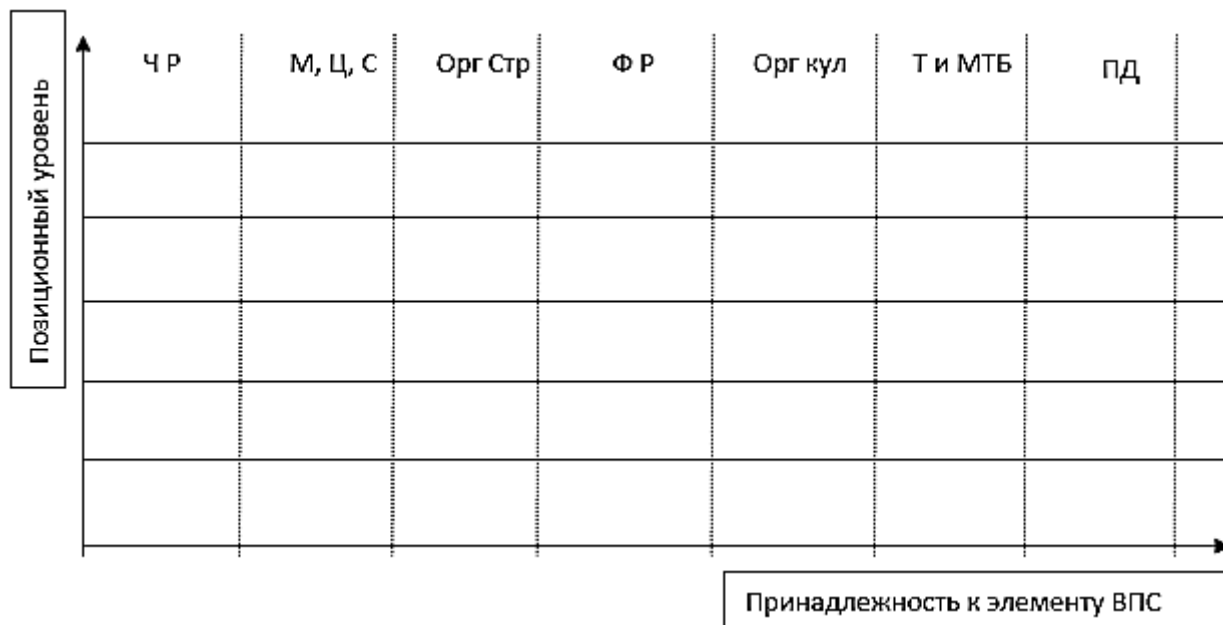 Позиционный уровень
Ч Р
М, Ц, С
Орг Стр
Ф Р
Орг кул
Т и МТБ
ПД
Принадлежность к элементу ВПС